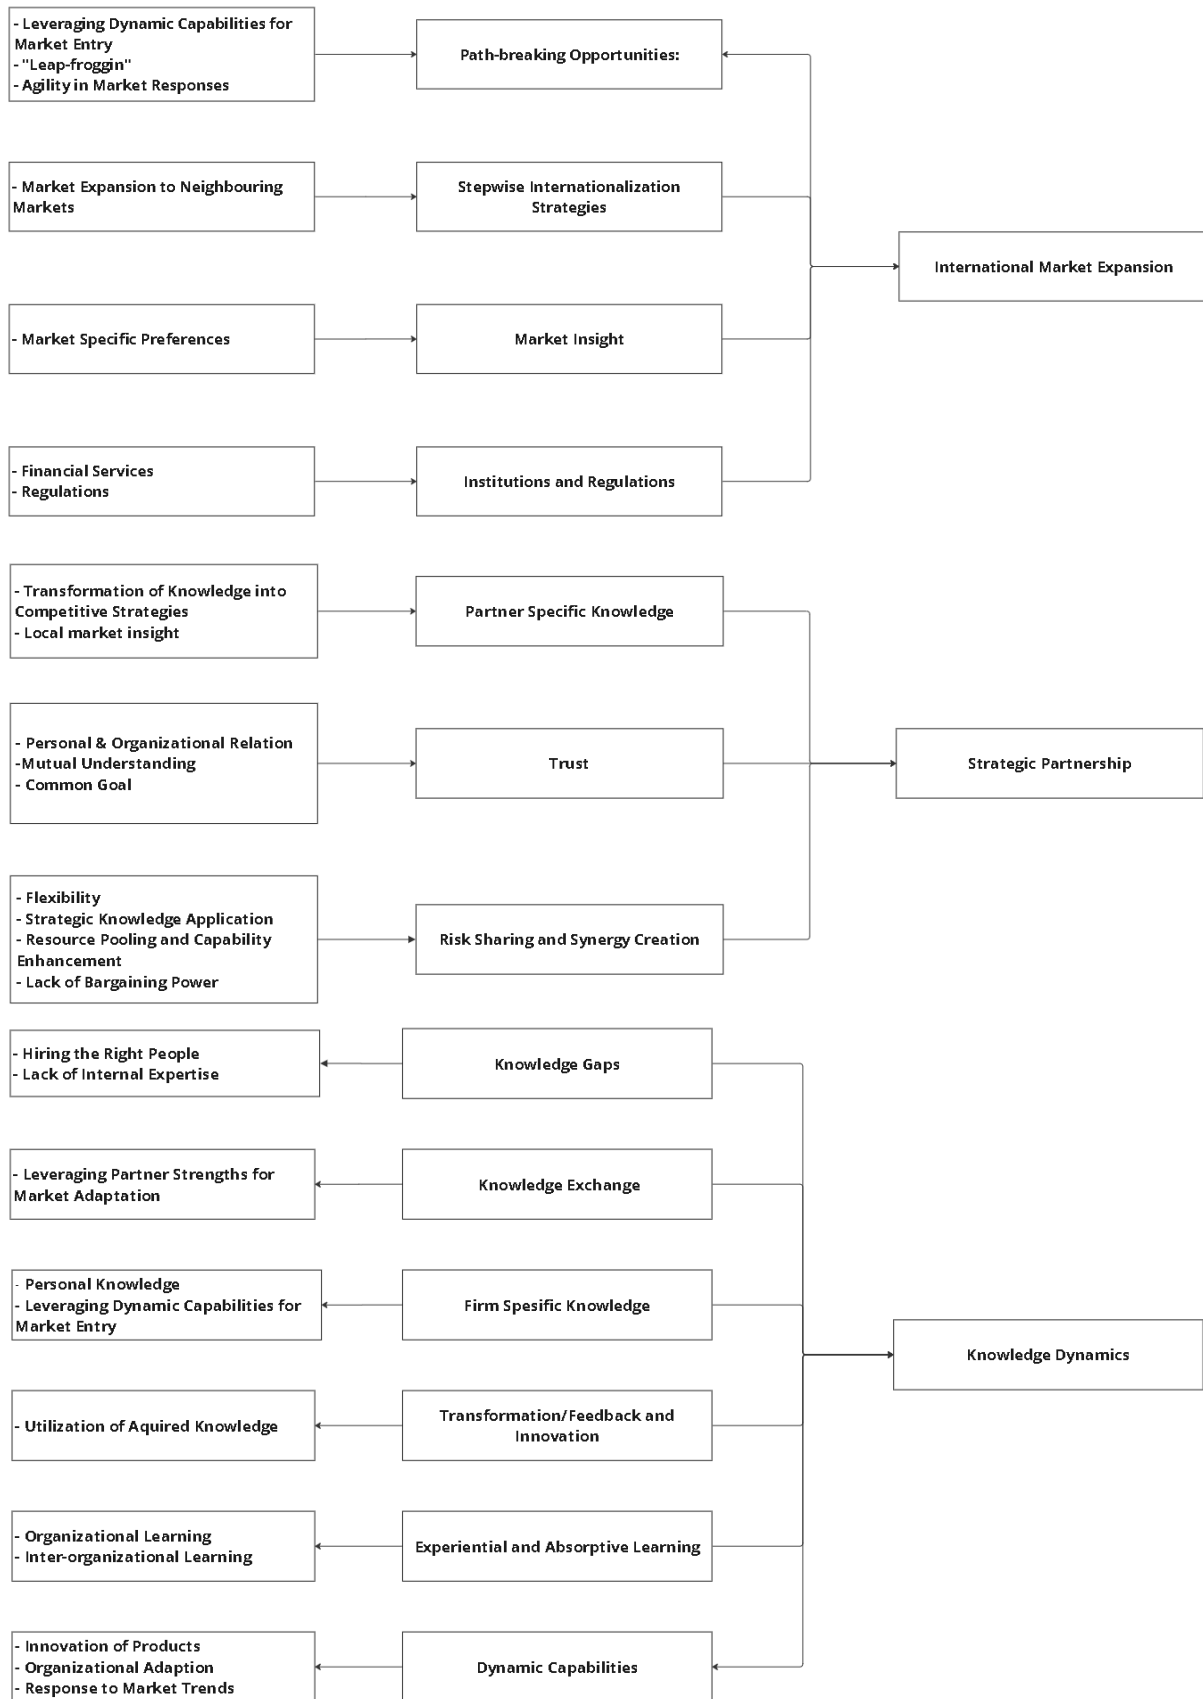 - Leveraging Dynamic Capabilities for
Market Entry
- "Leap-froggin"
- Agility in Market Responses
Path-breaking Opportunities:
- Market Expansion to Neighbouring
Markets
Stepwise Internationalization
Strategies
International Market Expansion
- Market Specific Preferences
Market Insight
- Financial Services
- Regulations
Institutions and Regulations
- Transformation of Knowledge into
Competitive Strategies
- Local market insight
Partner Specific Knowledge
- Personal & Organizational Relation
-Mutual Understanding
- Common Goal
Trust
Strategic Partnership
- Flexibility
- Strategic Knowledge Application
- Resource Pooling and Capability
Enhancement
- Lack of Bargaining Power
Risk Sharing and Synergy Creation
- Hiring the Right People
- Lack of Internal Expertise
Knowledge Gaps
- Leveraging Partner Strengths for
Market Adaptation
Knowledge Exchange
- Personal Knowledge
- Leveraging Dynamic Capabilities for
Market Entry
Firm Spesific Knowledge
Knowledge Dynamics
- Utilization of Aquired Knowledge
Transformation/Feedback and
Innovation
- Organizational Learning
- Inter-organizational Learning
Experiential and Absorptive Learning
- Innovation of Products
- Organizational Adaption
- Response to Market Trends
Dynamic Capabilities